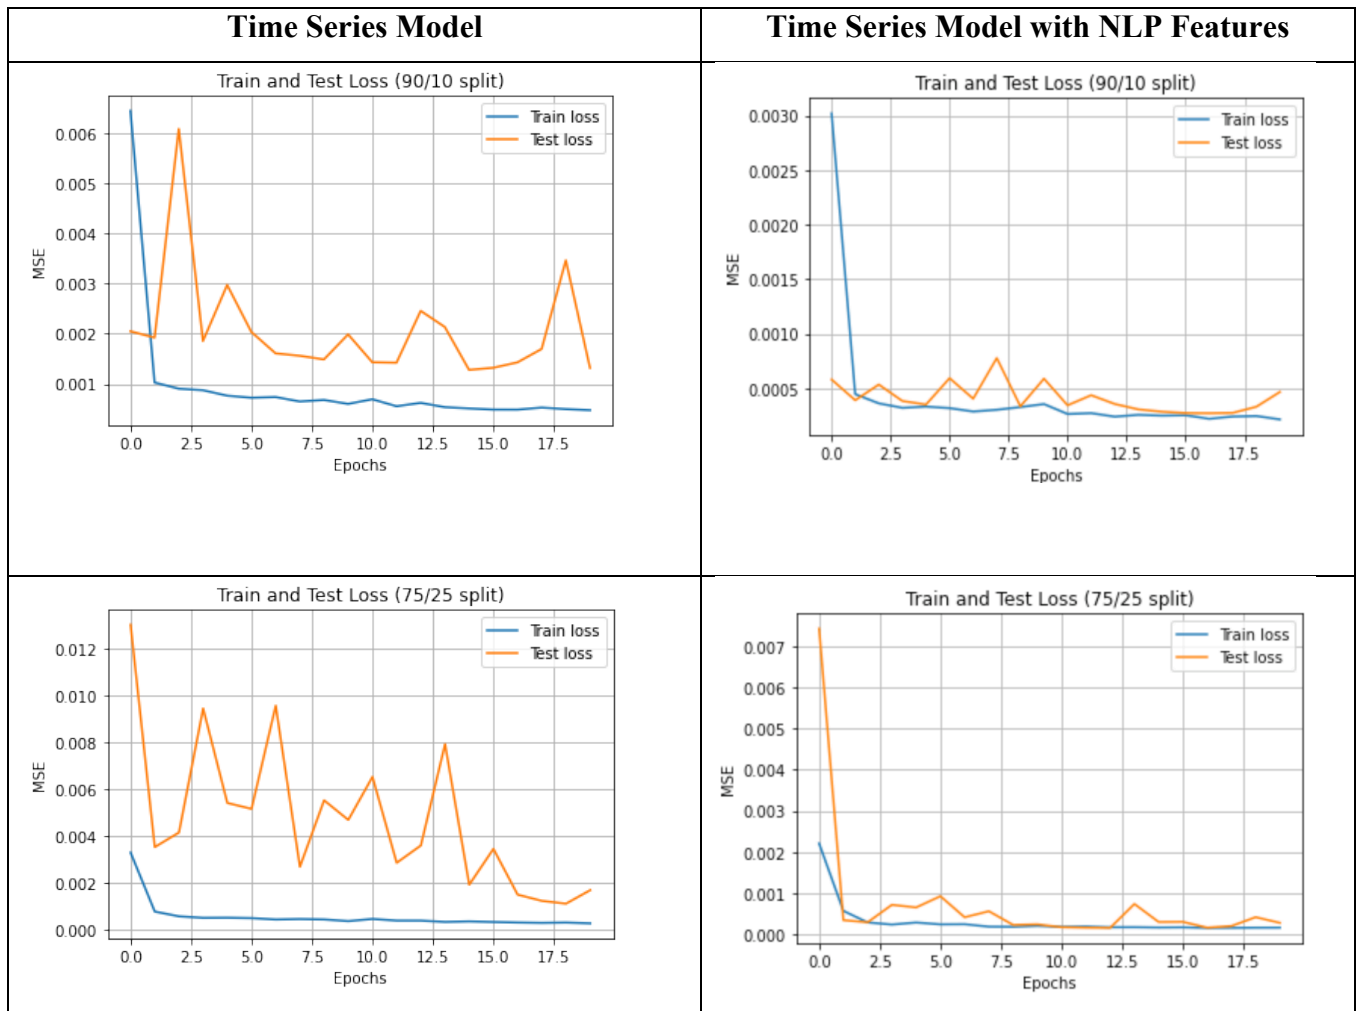 Time Series Model
Time Series Model with NLP Features
Train and Test Loss (90/10 split)
Train loss
Test loss
0.006
0.005
0.004
0.003
0.002
0.001
MSE
0.0 2.5 5.0 7.5 10.0 12.5 15.0 17.5
Epochs
Train and Test Loss (90/10 split)
Train loss
Test loss
0.0030
0.0025
0.0020
0.0015
0.0010
0.0005
MSE
0.0 2.5 5.0 7.5 10.0 12.5 15.0 17.5
Epochs
Train and Test Loss (75/25 split)
Train loss
Test loss
0.012
0.010
0.008
0.006
0.004
0.002
0.000
MSE
0.0 2.5 5.0 7.5 10.0 12.5 15.0 17.5
Epochs
Train and Test Loss (75/25 split)
Train loss
Test loss
0.007
0.006
0.005
0.004
0.003
0.002
0.001
0.000
MSE
0.0 2.5 5.0 7.5 10.0 12.5 15.0 17.5
Epochs